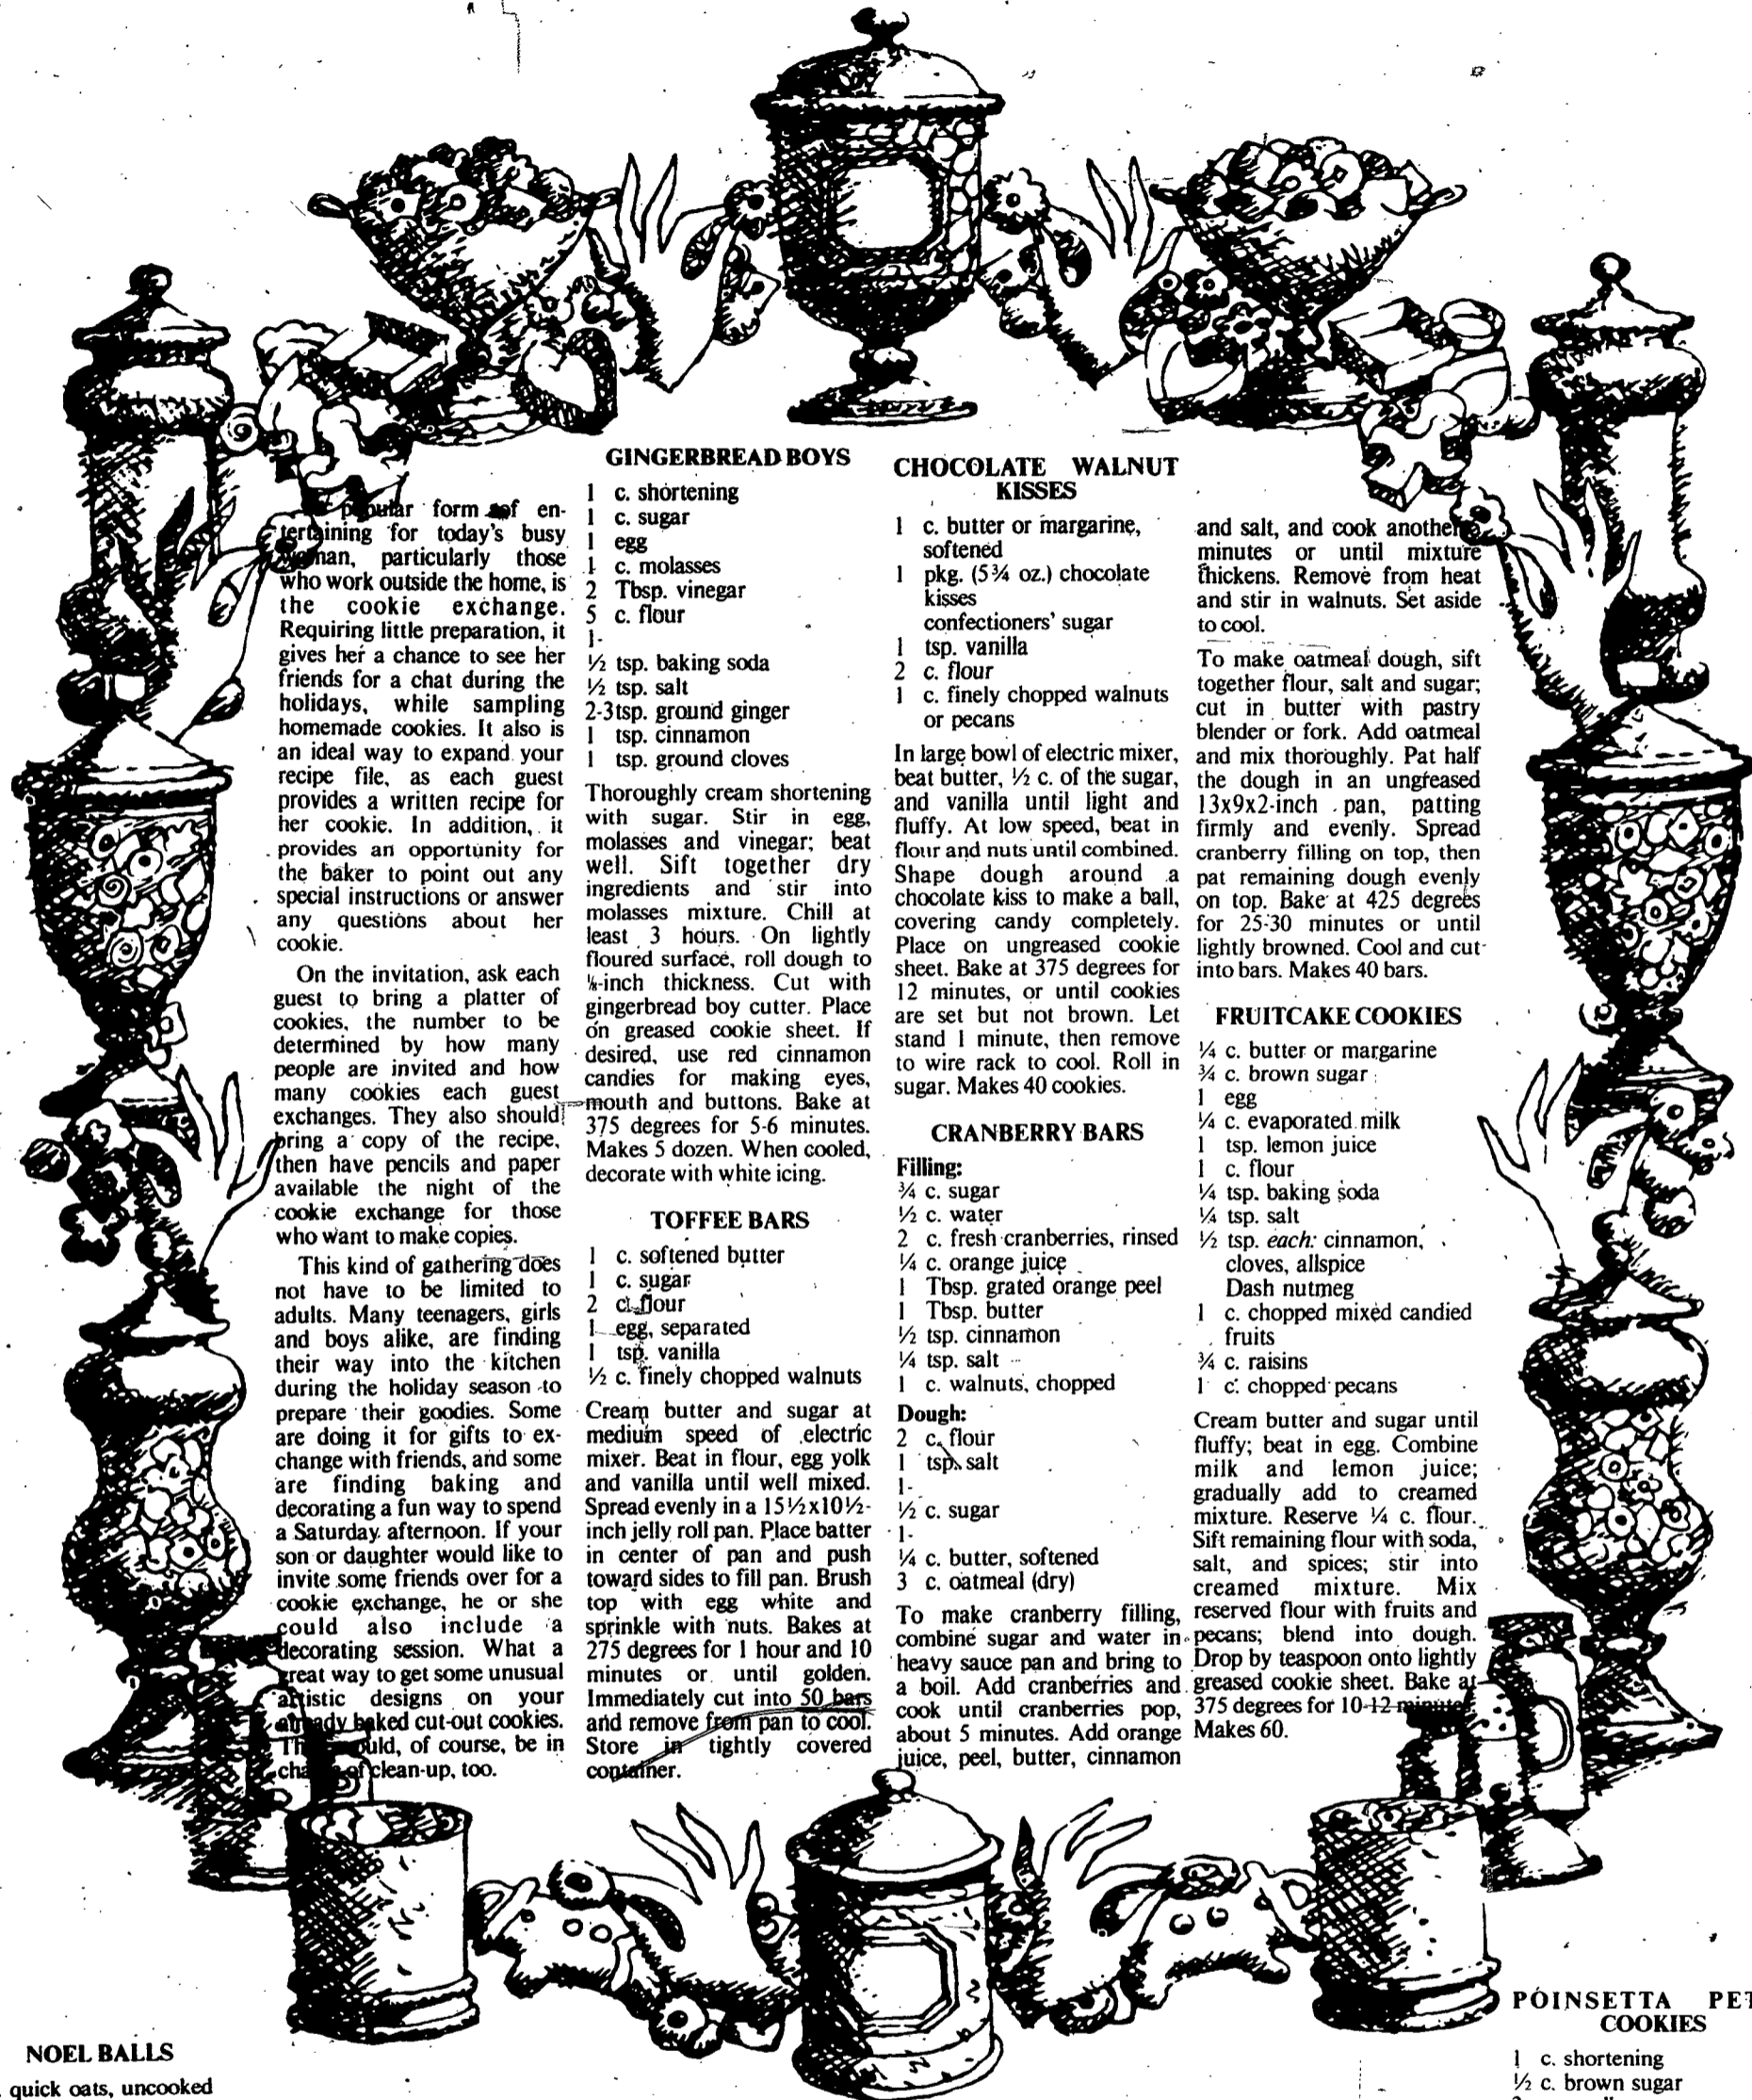 popular form of en-
tertaining for today's busy
woman, particularly those
who work outside the home, is
the cookie exchange.
Requiring little preparation, it
gives her a chance to see her
friends for a chat during the
holidays, while sampling
homemade cookies. It also is
an ideal way to expand your
recipe file, as each guest
provides a written recipe for
her cookie. In addition, it
provides an opportunity for
the baker to point out any
special instructions or answer
any questions about her
cookie.
On the invitation, ask each
guest to bring a platter of
cookies, the number to be
determined by how many
people are invited and how
many cookies each guest
exchanges. They also should
bring a copy of the recipe,
then have pencils and paper
available the night of the
cookie exchange for those
who want to make copies.
This kind of gathering does
not have to be limited to
adults. Many teenagers, girls
and boys alike, are finding
their way into the kitchen
during the holiday season to
prepare their goodies. Some
are doing it for gifts to ex-
change with friends, and some
are finding baking and
decorating a fun way to spend
a Saturday afternoon. If your
son or daughter would like to
invite some friends over for a
cookie exchange, he or she
could also include a
decorating session. What a
great way to get some unusual
artistic designs on your
already baked cut-out cookies.
of course, be in
of clean-up, too.
GINGERBREAD BOYS
1 c. shortening
1 c. sugar
1 egg
1 c. molasses
2 Tbsp. vinegar
5 c. flour
1-
½ tsp. baking soda
½ tsp. salt
2-3tsp. ground ginger
1 tsp. cinnamon
1 tsp. ground cloves
Thoroughly cream shortening
with sugar. Stir in egg,
molasses and vinegar; beat
well. Sift together dry
ingredients and stir into
molasses mixture. Chill at
least 3 hours. On lightly
floured surface, roll dough to
⅛-inch thickness. Cut with
gingerbread boy cutter. Place
on greased cookie sheet. If
desired, use red cinnamon
candies for making eyes,
mouth and buttons. Bake at
375 degrees for 5-6 minutes.
Makes 5 dozen. When cooled,
decorate with white icing.
TOFFEE BARS
1 c. softened butter
1 c. sugar
2 c. flour
1 egg, separated
1 tsp. vanilla
½ c. finely chopped walnuts
Cream butter and sugar at
medium speed of electric
mixer. Beat in flour, egg yolk
and vanilla until well mixed.
Spread evenly in a 15½x10½-
inch jelly roll pan. Place batter
in center of pan and push
toward sides to fill pan. Brush
top with egg white and
sprinkle with nuts. Bakes at
275 degrees for 1 hour and 10
minutes or until golden.
Immediately cut into 50 bars
and remove from pan to cool.
Store in tightly covered
container.
CHOCOLATE WALNUT
KISSES
1 c. butter or margarine,
softened
1 pkg. (5¾ oz.) chocolate
kisses
confectioners' sugar
1 tsp. vanilla
2 c. flour
1 c. finely chopped walnuts
or pecans
In large bowl of electric mixer,
beat butter, ½ c. of the sugar,
and vanilla until light and
fluffy. At low speed, beat in
flour and nuts until combined.
Shape dough around a
chocolate kiss to make a ball,
covering candy completely.
Place on ungreased cookie
sheet. Bake at 375 degrees for
12 minutes, or until cookies
are set but not brown. Let
stand 1 minute, then remove
to wire rack to cool. Roll in
sugar. Makes 40 cookies.
CRANBERRY BARS
Filling:
¾ c. sugar
½ c. water
2 c. fresh cranberries, rinsed
¼ c. orange juice
1 Tbsp. grated orange peel
1 Tbsp. butter
½ tsp. cinnamon
¼ tsp. salt
1 c. walnuts, chopped
Dough:
2 c. flour
1 tsp. salt
1-
½ c. sugar
1-
¼ c. butter, softened
3 c. oatmeal (dry)
To make cranberry filling,
combine sugar and water in
heavy sauce pan and bring to
a boil. Add cranberries and
cook until cranberries pop,
about 5 minutes. Add orange
juice, peel, butter, cinnamon
and salt, and cook another
minutes or until mixture
thickens. Remove from heat
and stir in walnuts. Set aside
to cool.
To make oatmeal dough, sift
together flour, salt and sugar;
cut in butter with pastry
blender or fork. Add oatmeal
and mix thoroughly. Pat half
the dough in an ungreased
13x9x2-inch pan, patting
firmly and evenly. Spread
cranberry filling on top, then
pat remaining dough evenly
on top. Bake at 425 degrees
for 25-30 minutes or until
lightly browned. Cool and cut
into bars. Makes 40 bars.
FRUITCAKE COOKIES
¼ c. butter or margarine
¾ c. brown sugar
1 egg
¼ c. evaporated milk
1 tsp. lemon juice
1 c. flour
¼ tsp. baking soda
¼ tsp. salt
½ tsp. each: cinnamon,
cloves, allspice
Dash nutmeg
1 c. chopped mixed candied
fruits
¾ c. raisins
1 c. chopped pecans
Cream butter and sugar until
fluffy; beat in egg. Combine
milk and lemon juice;
gradually add to creamed
mixture. Reserve ¼ c. flour.
Sift remaining flour with soda,
salt, and spices; stir into
creamed mixture. Mix
reserved flour with fruits and
pecans; blend into dough.
Drop by teaspoon onto lightly
greased cookie sheet. Bake at
375 degrees for 10-12 minutes.
Makes 60.
NOEL BALLS
quick oats, uncooked
POINSETTA PET
COOKIES
1 c. shortening
½ c. brown sugar